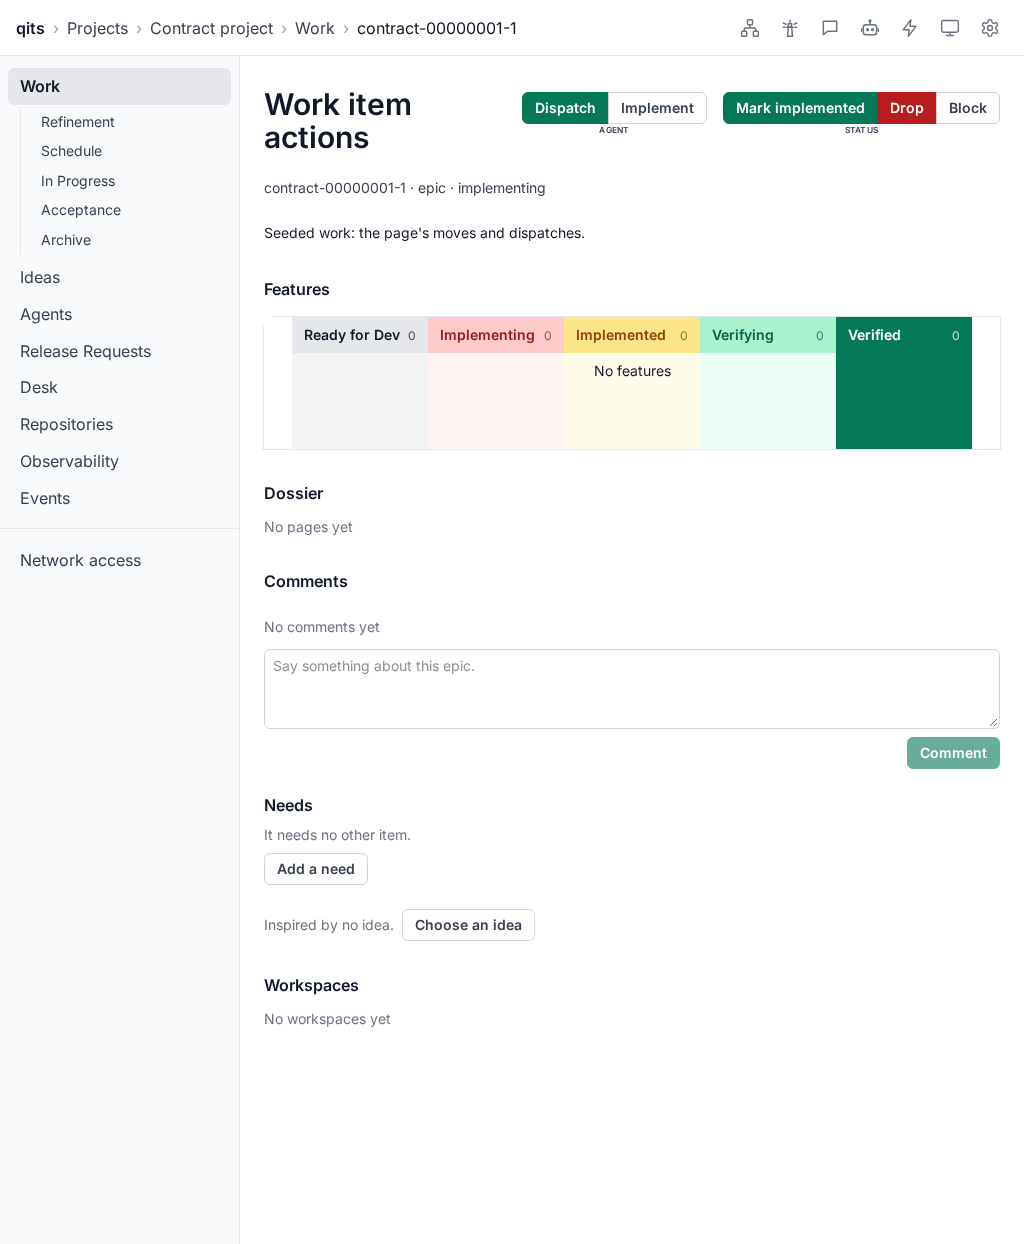 qits › Projects › Contract project › Work › contract-00000001-1
Work
Refinement
Schedule
In Progress
Acceptance
Archive
Ideas
Agents
Release Requests
Desk
Repositories
Observability
Events
Network access
Work item
actions
Dispatch Implement
AGENT
Mark implemented Drop Block
STATUS
contract-00000001-1 · epic · implementing
Seeded work: the page's moves and dispatches.
Features
Ready for Dev 0 Implementing 0 Implemented 0 Verifying 0 Verified 0
No features
Dossier
No pages yet
Comments
No comments yet
Say something about this epic.
Comment
Needs
It needs no other item.
Add a need
Inspired by no idea. Choose an idea
Workspaces
No workspaces yet